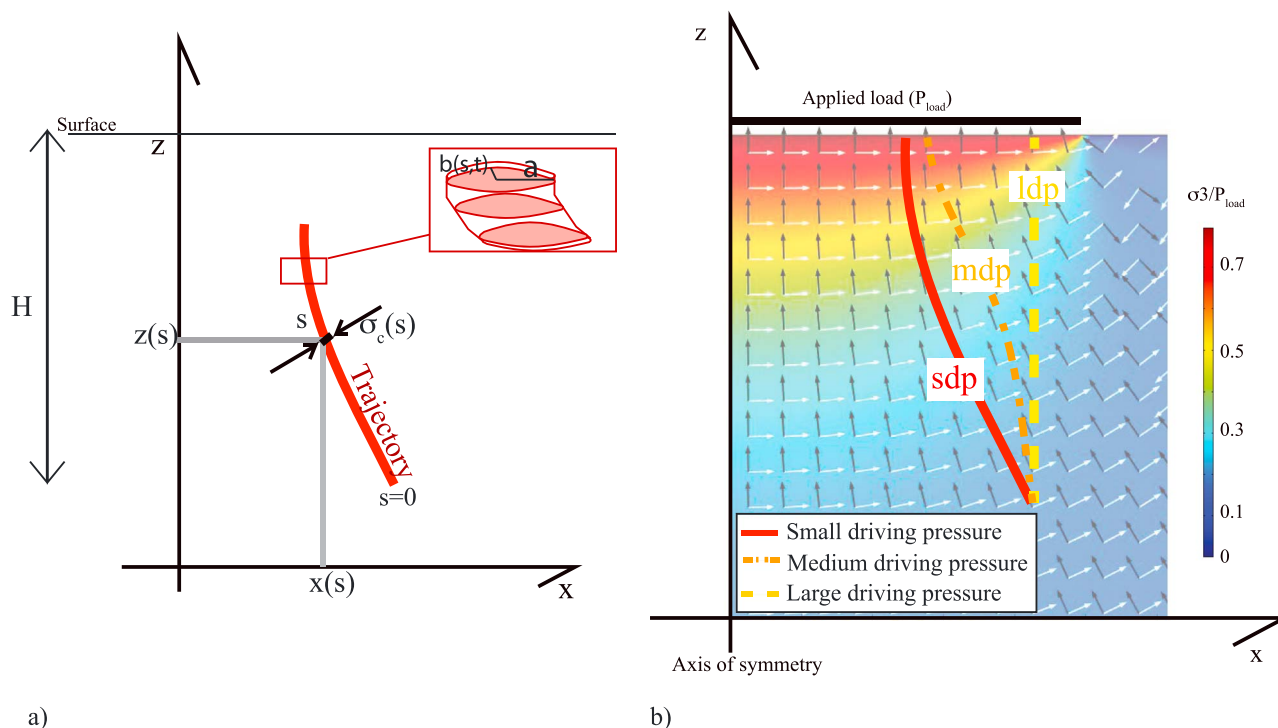 Surface
z
b(s,t)
a
H
s
σc(s)
z(s)
Trajectory
s=0
x(s)
x
a)
z
Applied load (Pload)
ldp
mdp
sdp
σ3/Pload
0.7
0.5
0.3
0.1
0
Small driving pressure
Medium driving pressure
Large driving pressure
x
Axis of symmetry
b)